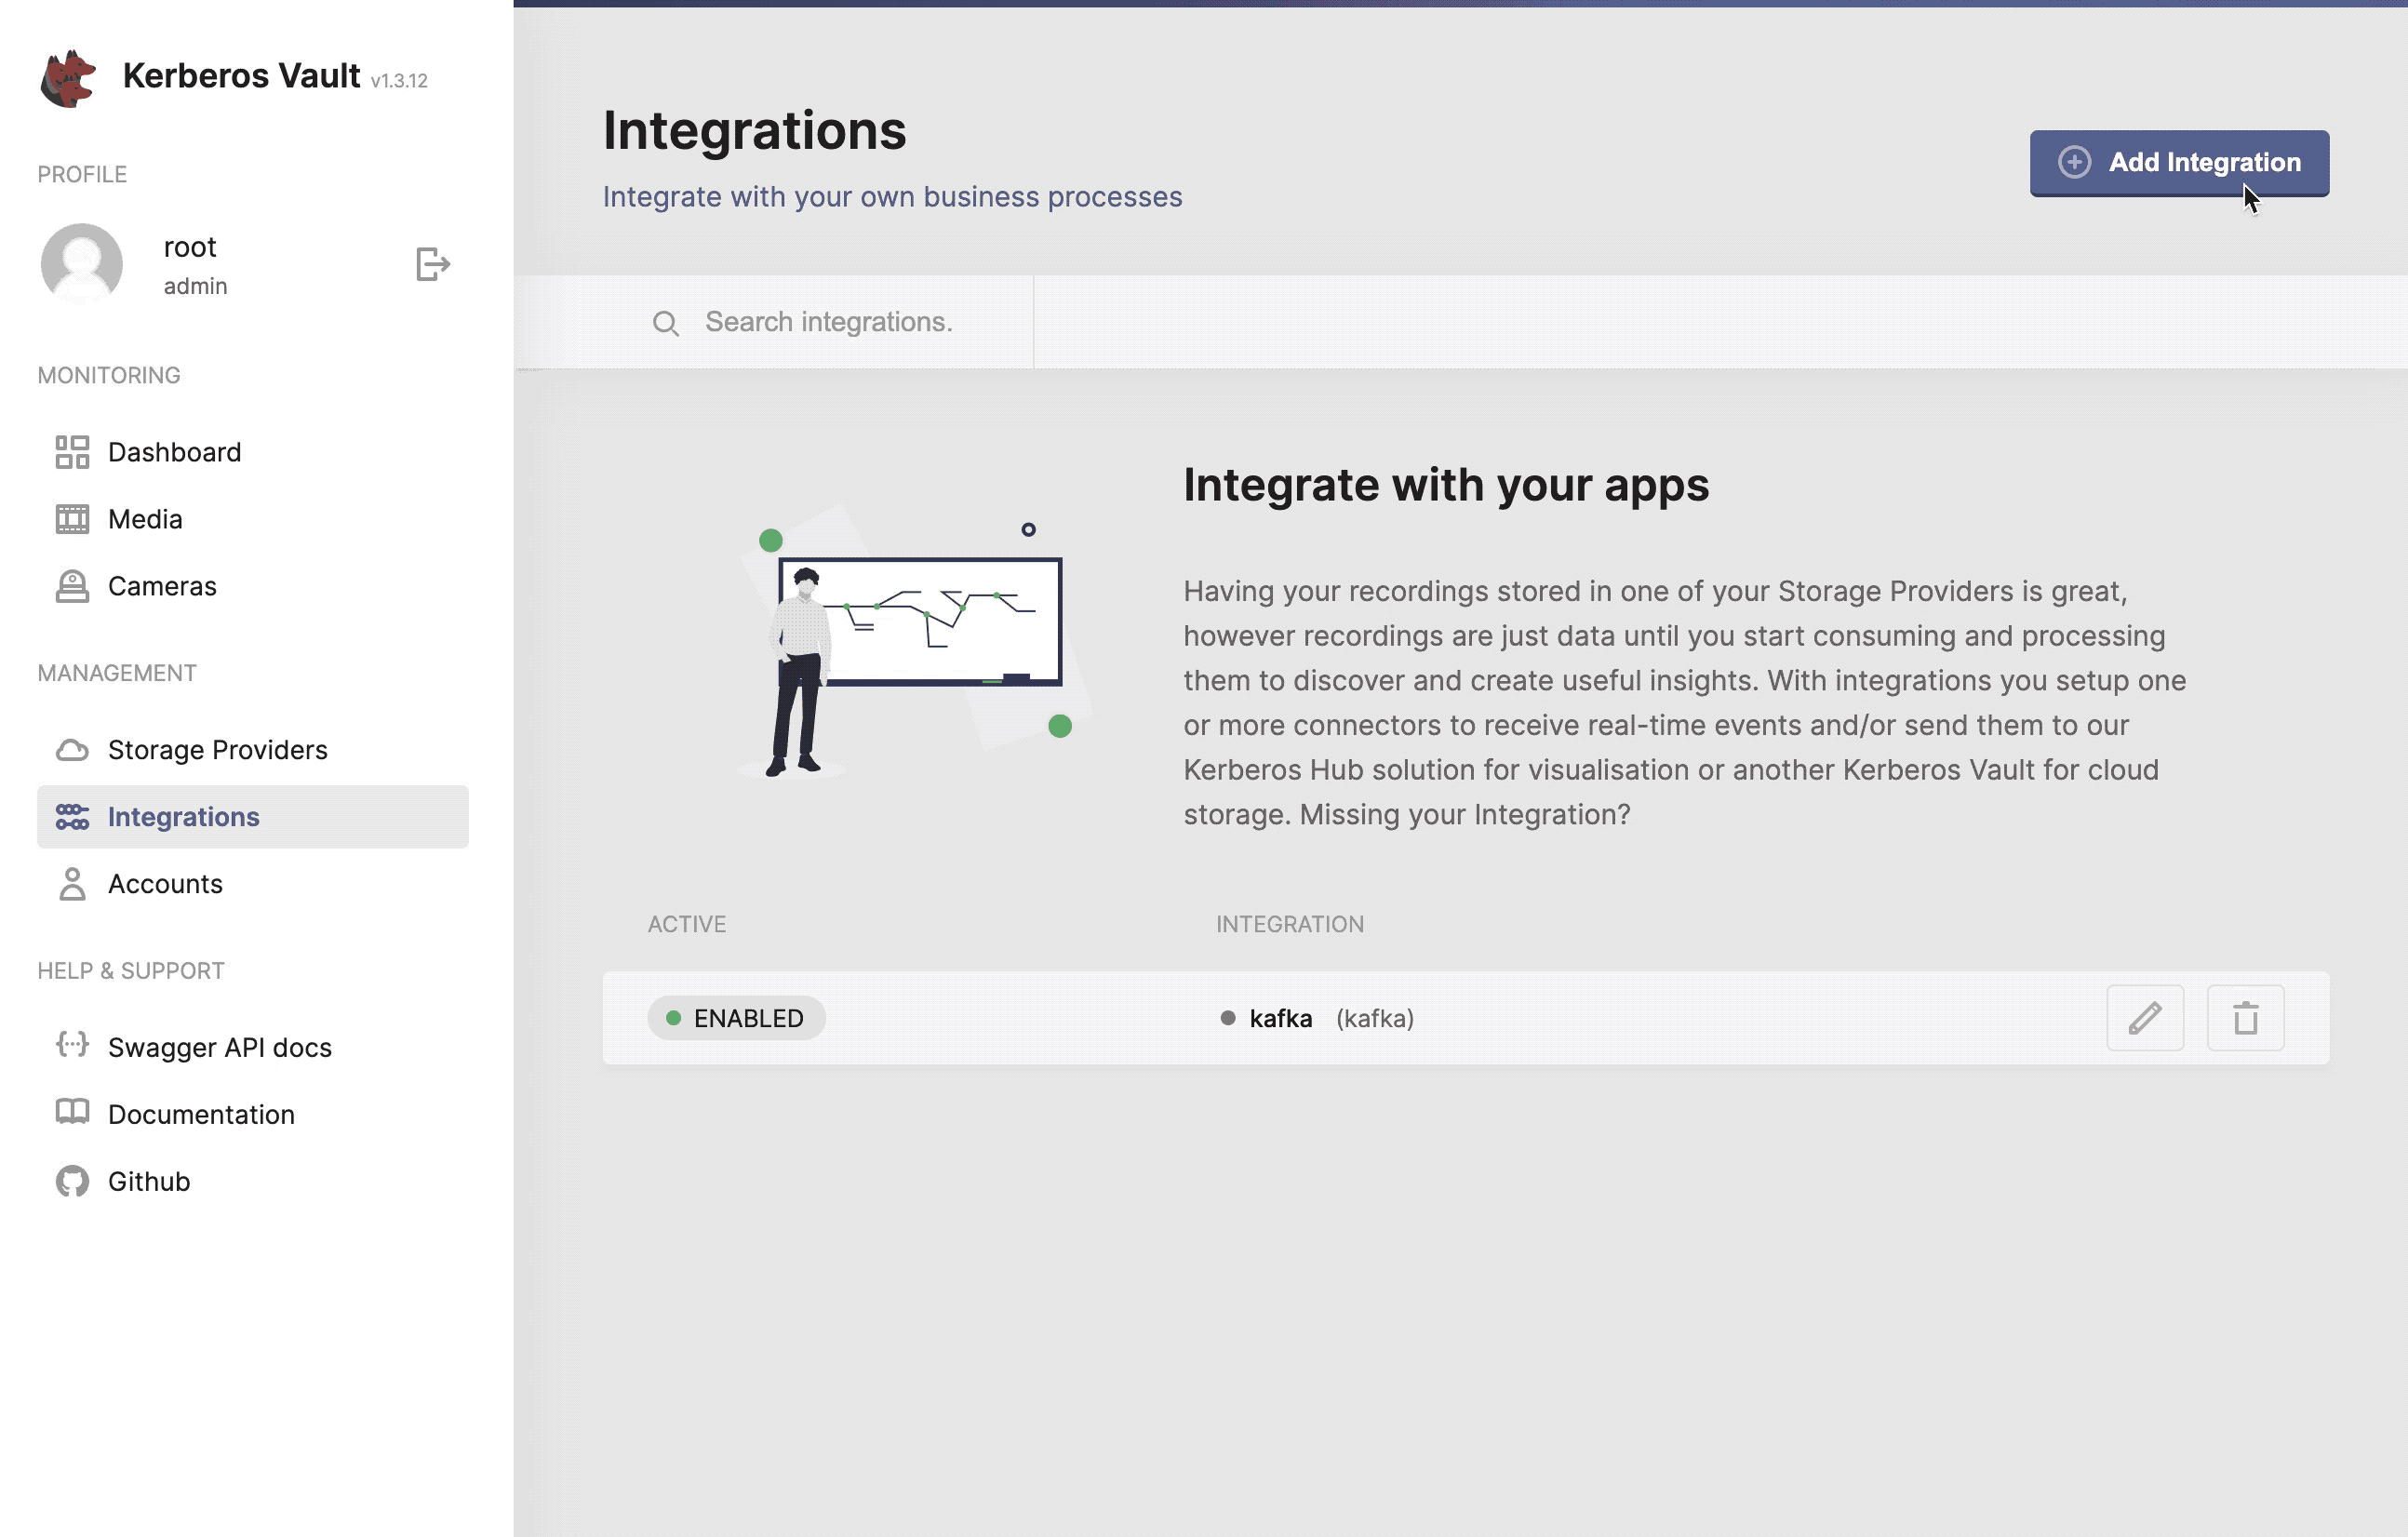 Kerberos Vault v1.3.12
PROFILE
root
admin
MONITORING
Dashboard
Media
Cameras
MANAGEMENT
Storage Providers
Integrations
Accounts
HELP & SUPPORT
Swagger API docs
Documentation
Github
Integrations
Integrate with your own business processes
Add Integration
Search integrations.
Integrate with your apps
Having your recordings stored in one of your Storage Providers is great,
however recordings are just data until you start consuming and processing
them to discover and create useful insights. With integrations you setup one
or more connectors to receive real-time events and/or send them to our
Kerberos Hub solution for visualisation or another Kerberos Vault for cloud
storage. Missing your Integration?
ACTIVE INTEGRATION
ENABLED kafka (kafka)